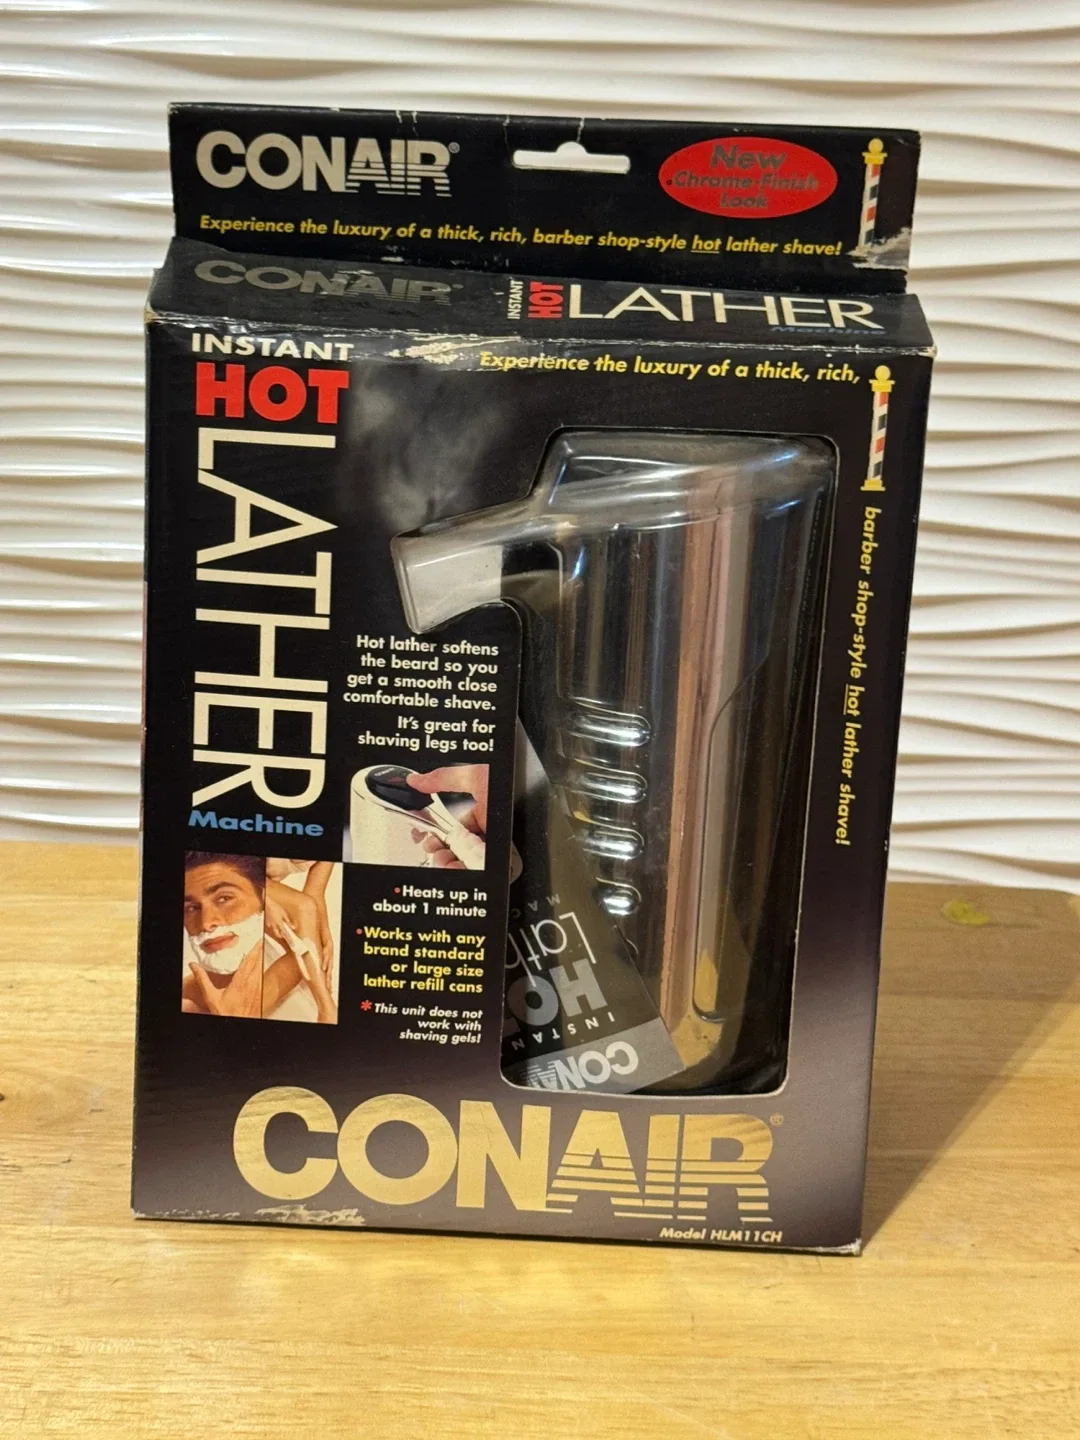 CONAIR®
New
Chrome-Finish
Look
Experience the luxury of a thick, rich, barber shop-style hot lather shave!
CONAIR®
INSTANT
HOT
LATHER
Machine
INSTANT
HOT
LATHER
Machine
Experience the luxury of a thick, rich,
barber shop-style hot lather shave!
Hot lather softens
the beard so you
get a smooth close
comfortable shave.
It's great for
shaving legs too!
•Heats up in
about 1 minute
•Works with any
brand standard
or large size
lather refill cans
*This unit does not
work with
shaving gels!
CONAIR
INSTANT
HO
Lath
CONAIR®
Model HLM11CH